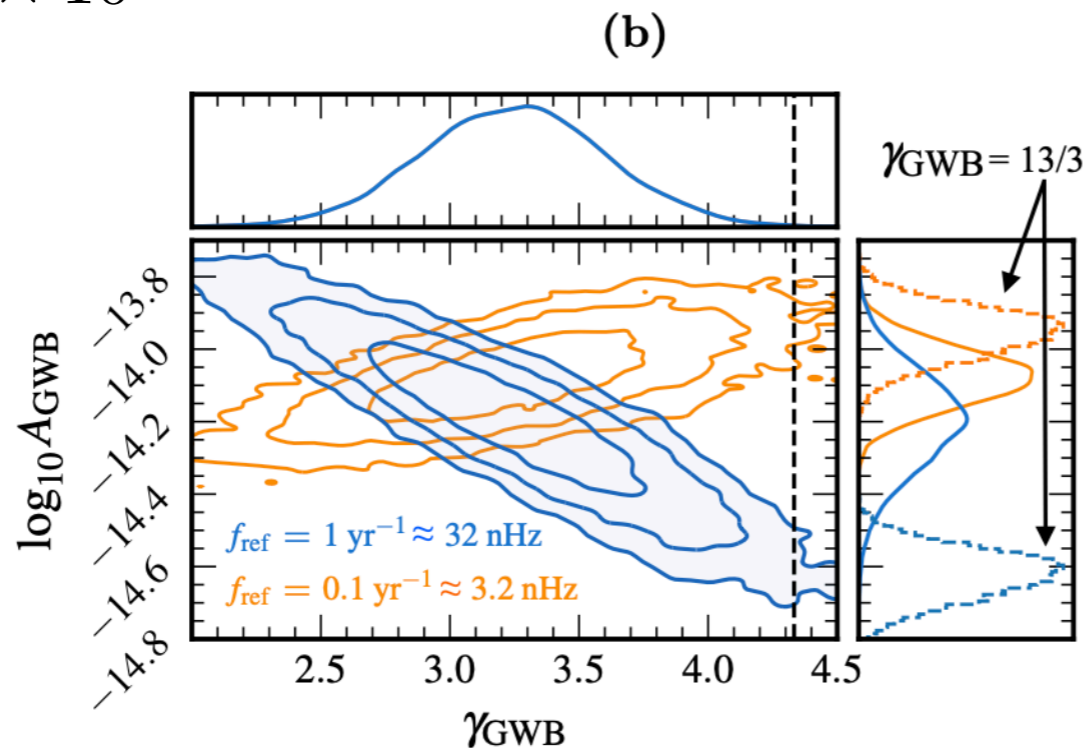 (b)
γGWB = 13/3
log₁₀AGWB
−13.8
−14.0
−14.2
−14.4
−14.6
−14.8
fref = 1 yr⁻¹ ≈ 32 nHz
fref = 0.1 yr⁻¹ ≈ 3.2 nHz
2.5 3.0 3.5 4.0 4.5
γGWB